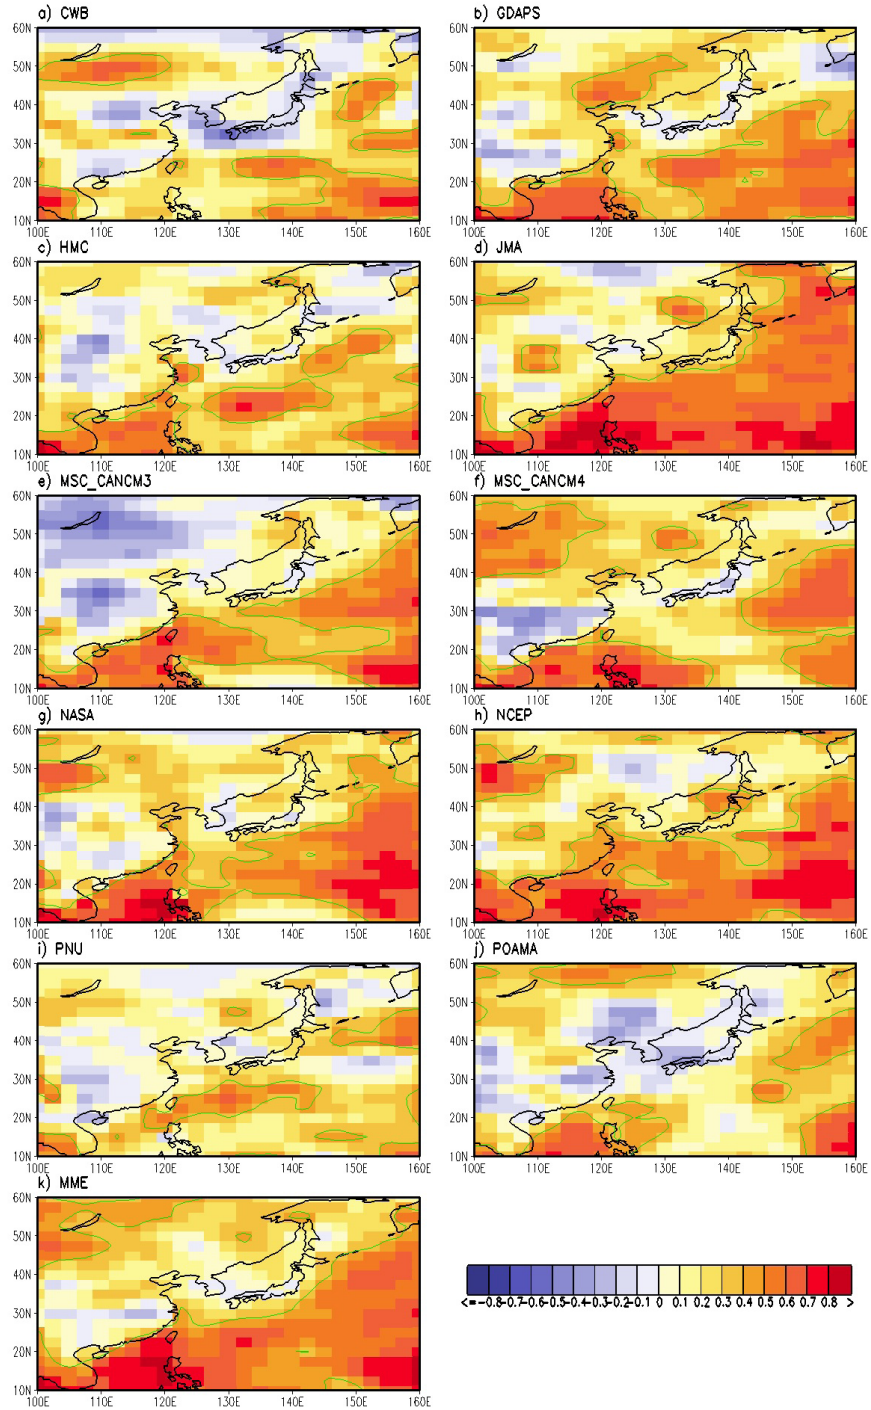 a) CWB
b) GDAPS
60N
50N
40N
30N
20N
10N
100E 110E 120E 130E 140E 150E 160E
60N
50N
40N
30N
20N
10N
100E 110E 120E 130E 140E 150E 160E
c) HMC
d) JMA
60N
50N
40N
30N
20N
10N
100E 110E 120E 130E 140E 150E 160E
60N
50N
40N
30N
20N
10N
100E 110E 120E 130E 140E 150E 160E
e) MSC_CANCM3
f) MSC_CANCM4
60N
50N
40N
30N
20N
10N
100E 110E 120E 130E 140E 150E 160E
60N
50N
40N
30N
20N
10N
100E 110E 120E 130E 140E 150E 160E
g) NASA
h) NCEP
60N
50N
40N
30N
20N
10N
100E 110E 120E 130E 140E 150E 160E
60N
50N
40N
30N
20N
10N
100E 110E 120E 130E 140E 150E 160E
i) PNU
j) POAMA
60N
50N
40N
30N
20N
10N
100E 110E 120E 130E 140E 150E 160E
60N
50N
40N
30N
20N
10N
100E 110E 120E 130E 140E 150E 160E
k) MME
60N
50N
40N
30N
20N
10N
100E 110E 120E 130E 140E 150E 160E
<=-0.8-0.7-0.6-0.5-0.4-0.3-0.2-0.1 0 0.1 0.2 0.3 0.4 0.5 0.6 0.7 0.8 >